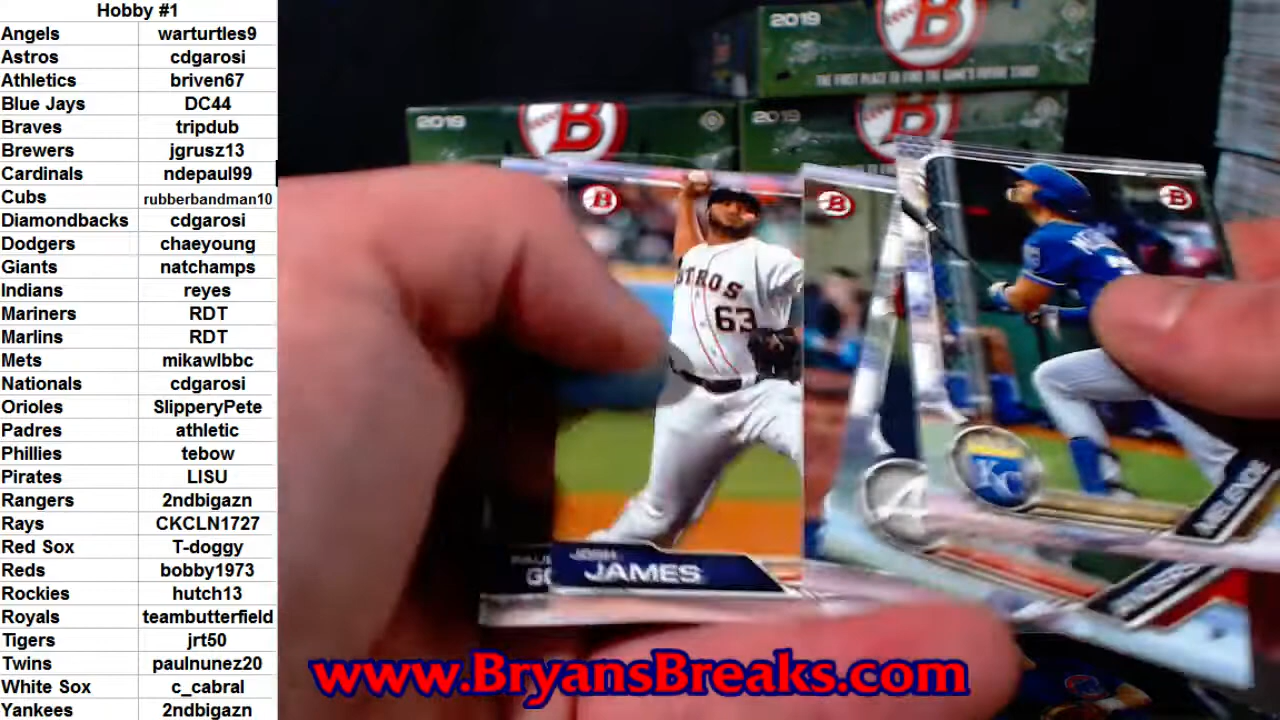 Hobby #1
Angels warturtles9
Astros cdgarosi
Athletics briven67
Blue Jays DC44
Braves tripdub
Brewers jgrusz13
Cardinals ndepaul99
Cubs rubberbandman10
Diamondbacks cdgarosi
Dodgers chaeyoung
Giants natchamps
Indians reyes
Mariners RDT
Marlins RDT
Mets mikawlbbc
Nationals cdgarosi
Orioles SlipperyPete
Padres athletic
Phillies tebow
Pirates LISU
Rangers 2ndbigazn
Rays CKCLN1727
Red Sox T-doggy
Reds bobby1973
Rockies hutch13
Royals teambutterfield
Tigers jrt50
Twins paulnunez20
White Sox c_cabral
Yankees 2ndbigazn
2019 B
THE FIRST PLACE TO FIND THE GAME'S FUTURE STARS!
2019 B
2019 B
B
B
B
STROS
63
KC
A
JOSH
JAMES
www.BryansBreaks.com